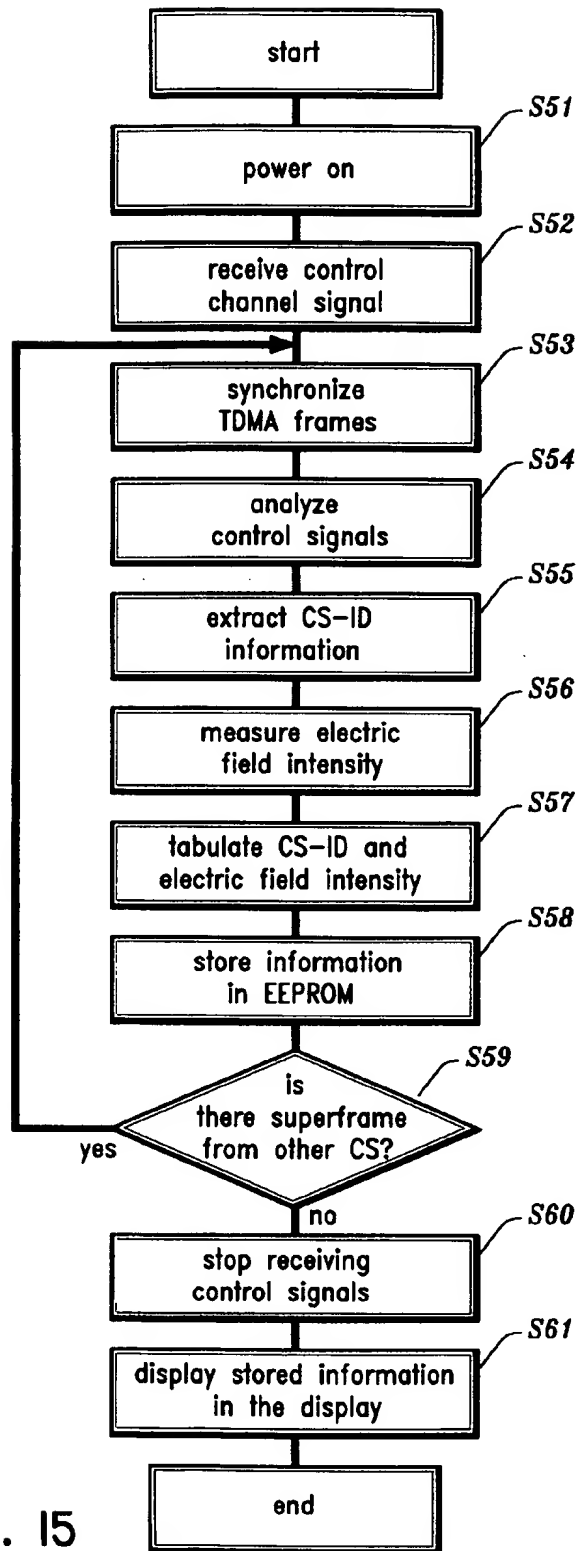 start
S51
power on
S52
receive control
channel signal
S53
synchronize
TDMA frames
S54
analyze
control signals
S55
extract CS-ID
information
S56
measure electric
field intensity
S57
tabulate CS-ID and
electric field intensity
S58
store information
in EEPROM
S59
is
there superframe
from other CS?
yes
no
S60
stop receiving
control signals
S61
display stored information
in the display
end
. 15